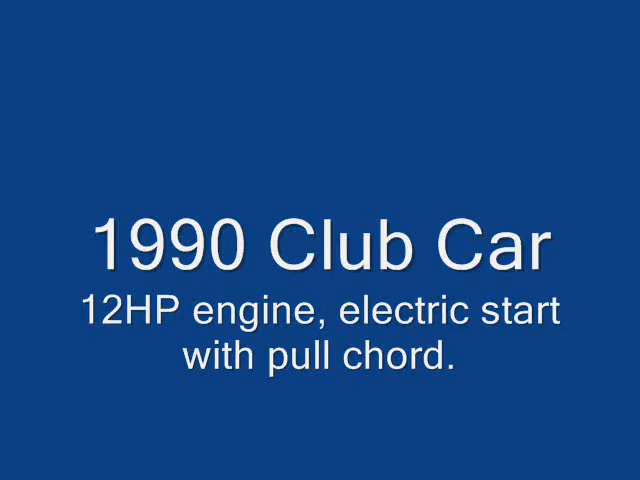 1990 Club Car
12HP engine, electric start
with pull chord.